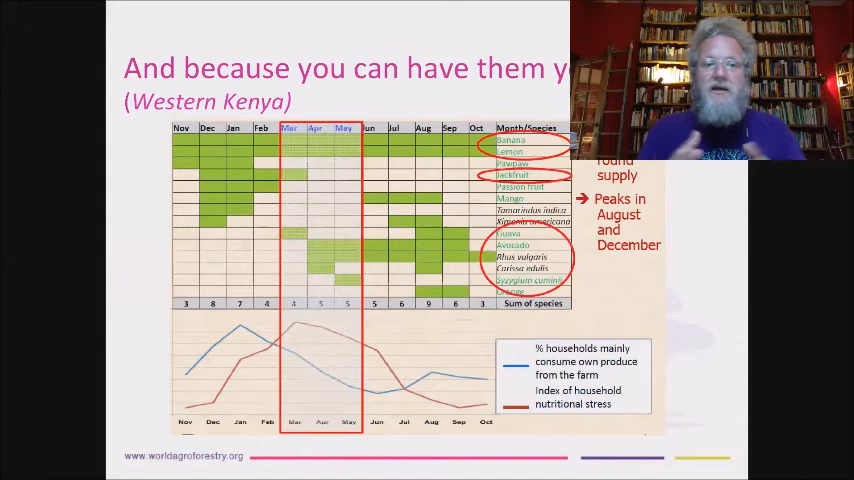 And because you can have them y
(Western Kenya)
Nov Dec Jan Feb Mar Apr May Jun Jul Aug Sep Oct Month/Species
Banana
Lemon
Pawpaw
Jackfruit
Passion fruit
Mango
Tamarindus indica
Ximenia americana
Guava
Avocado
Rhus vulgaris
Carissa edulis
Syzygium cuminii
Orange
3 8 7 4 4 5 5 5 6 9 6 3 Sum of species
round
supply
➔ Peaks in
August
and
December
% households mainly
consume own produce
from the farm
Index of household
nutritional stress
Nov Dec Jan Feb Mar Apr May Jun Jul Aug Sep Oct
www.worldagroforestry.org